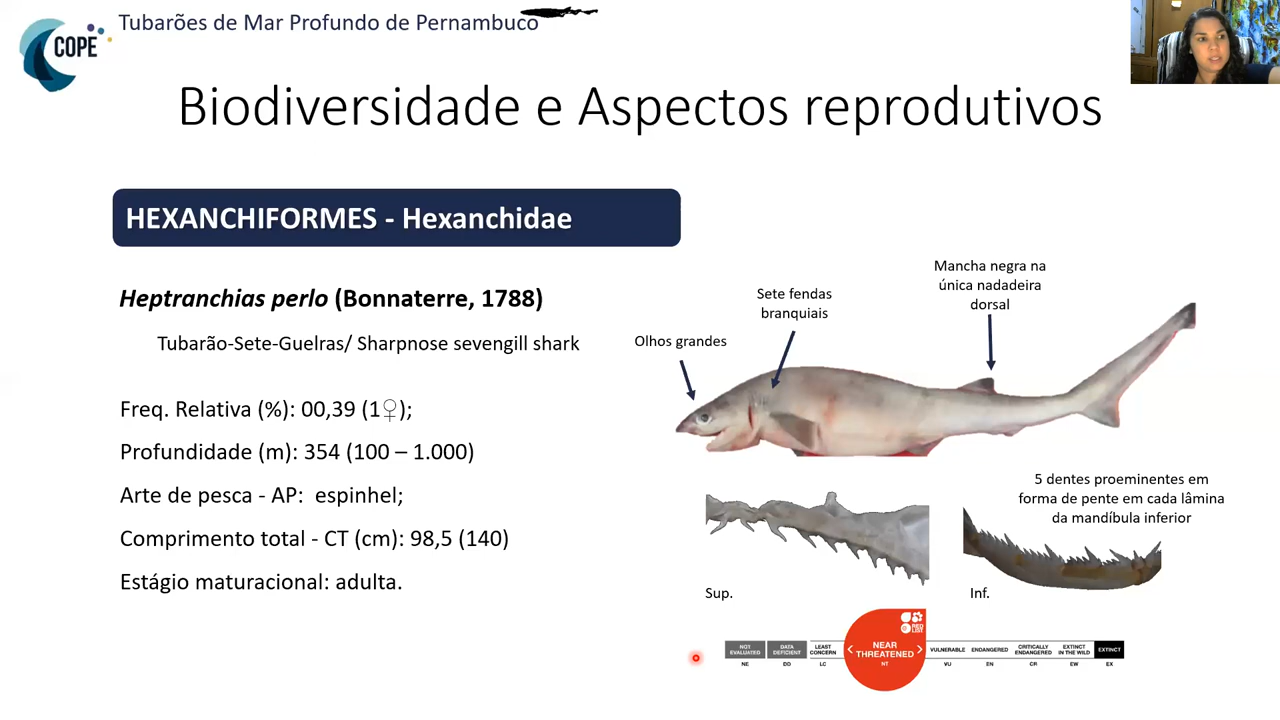 COPE
Tubarões de Mar Profundo de Pernambuco
Biodiversidade e Aspectos reprodutivos
HEXANCHIFORMES - Hexanchidae
Heptranchias perlo (Bonnaterre, 1788)
Tubarão-Sete-Guelras/ Sharpnose sevengill shark
Freq. Relativa (%): 00,39 (1♀);
Profundidade (m): 354 (100 – 1.000)
Arte de pesca - AP:  espinhel;
Comprimento total - CT (cm): 98,5 (140)
Estágio maturacional: adulta.
Olhos grandes
Sete fendas
branquiais
Mancha negra na
única nadadeira
dorsal
5 dentes proeminentes em
forma de pente em cada lâmina
da mandíbula inferior
Sup.
Inf.
RED
LIST
NOT
EVALUATED
NE
DATA
DEFICIENT
DD
LEAST
CONCERN
LC
< NEAR
THREATENED >
NT
VULNERABLE
VU
ENDANGERED
EN
CRITICALLY
ENDANGERED
CR
EXTINCT
IN THE WILD
EW
EXTINCT
EX